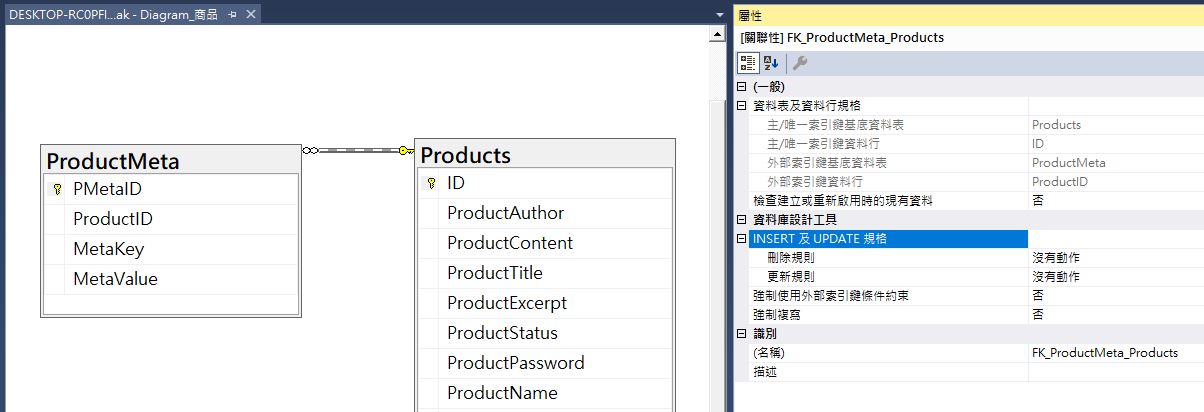 DESKTOP-RC0PFI...ak - Diagram_商品
ProductMeta
PMetaID
ProductID
MetaKey
MetaValue
Products
ID
ProductAuthor
ProductContent
ProductTitle
ProductExcerpt
ProductStatus
ProductPassword
ProductName
屬性
[關聯性] FK_ProductMeta_Products
(一般)
資料表及資料行規格
主/唯一索引鍵基底資料表 Products
主/唯一索引鍵資料行 ID
外部索引鍵基底資料表 ProductMeta
外部索引鍵資料行 ProductID
檢查建立或重新啟用時的現有資料 否
資料庫設計工具
INSERT 及 UPDATE 規格
刪除規則 沒有動作
更新規則 沒有動作
強制使用外部索引鍵條件約束 否
強制複寫 否
識別
(名稱) FK_ProductMeta_Products
描述